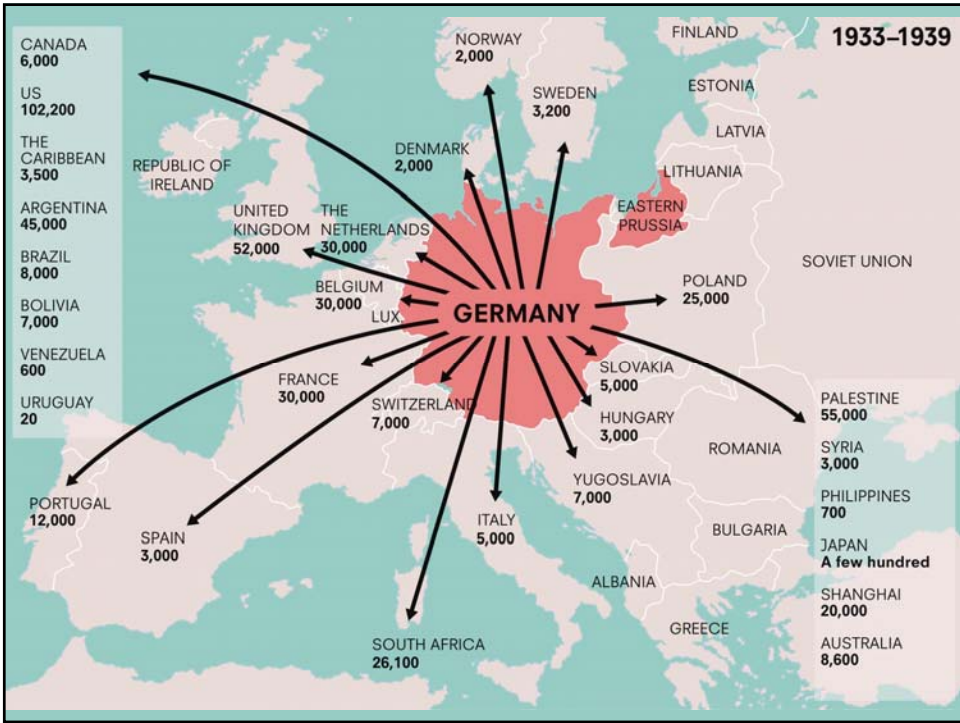 CANADA
6,000
US
102,200
THE
CARIBBEAN
3,500
ARGENTINA
45,000
BRAZIL
8,000
BOLIVIA
7,000
VENEZUELA
600
URUGUAY
20
1933–1939
NORWAY
2,000
FINLAND
SWEDEN
3,200
ESTONIA
LATVIA
DENMARK
2,000
LITHUANIA
REPUBLIC OF
IRELAND
EASTERN
PRUSSIA
UNITED
KINGDOM
52,000
THE
NETHERLANDS
30,000
SOVIET UNION
BELGIUM
30,000
POLAND
25,000
LUX.
GERMANY
FRANCE
30,000
SWITZERLAND
7,000
SLOVAKIA
5,000
HUNGARY
3,000
ROMANIA
YUGOSLAVIA
7,000
PORTUGAL
12,000
SPAIN
3,000
ITALY
5,000
BULGARIA
ALBANIA
GREECE
SOUTH AFRICA
26,100
PALESTINE
55,000
SYRIA
3,000
PHILIPPINES
700
JAPAN
A few hundred
SHANGHAI
20,000
AUSTRALIA
8,600